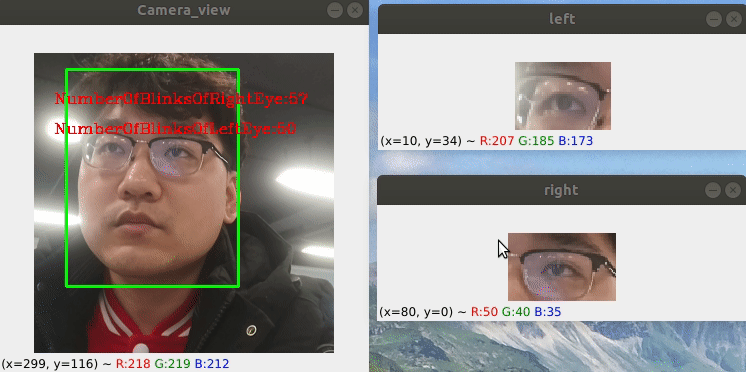 Camera_view
NumberOfBlinksOfRightEye:57
NumberOfBlinksOfLeftEye:60
(x=299, y=116) ~ R:218 G:219 B:212
left
(x=10, y=34) ~ R:207 G:185 B:173
right
(x=80, y=0) ~ R:50 G:40 B:35